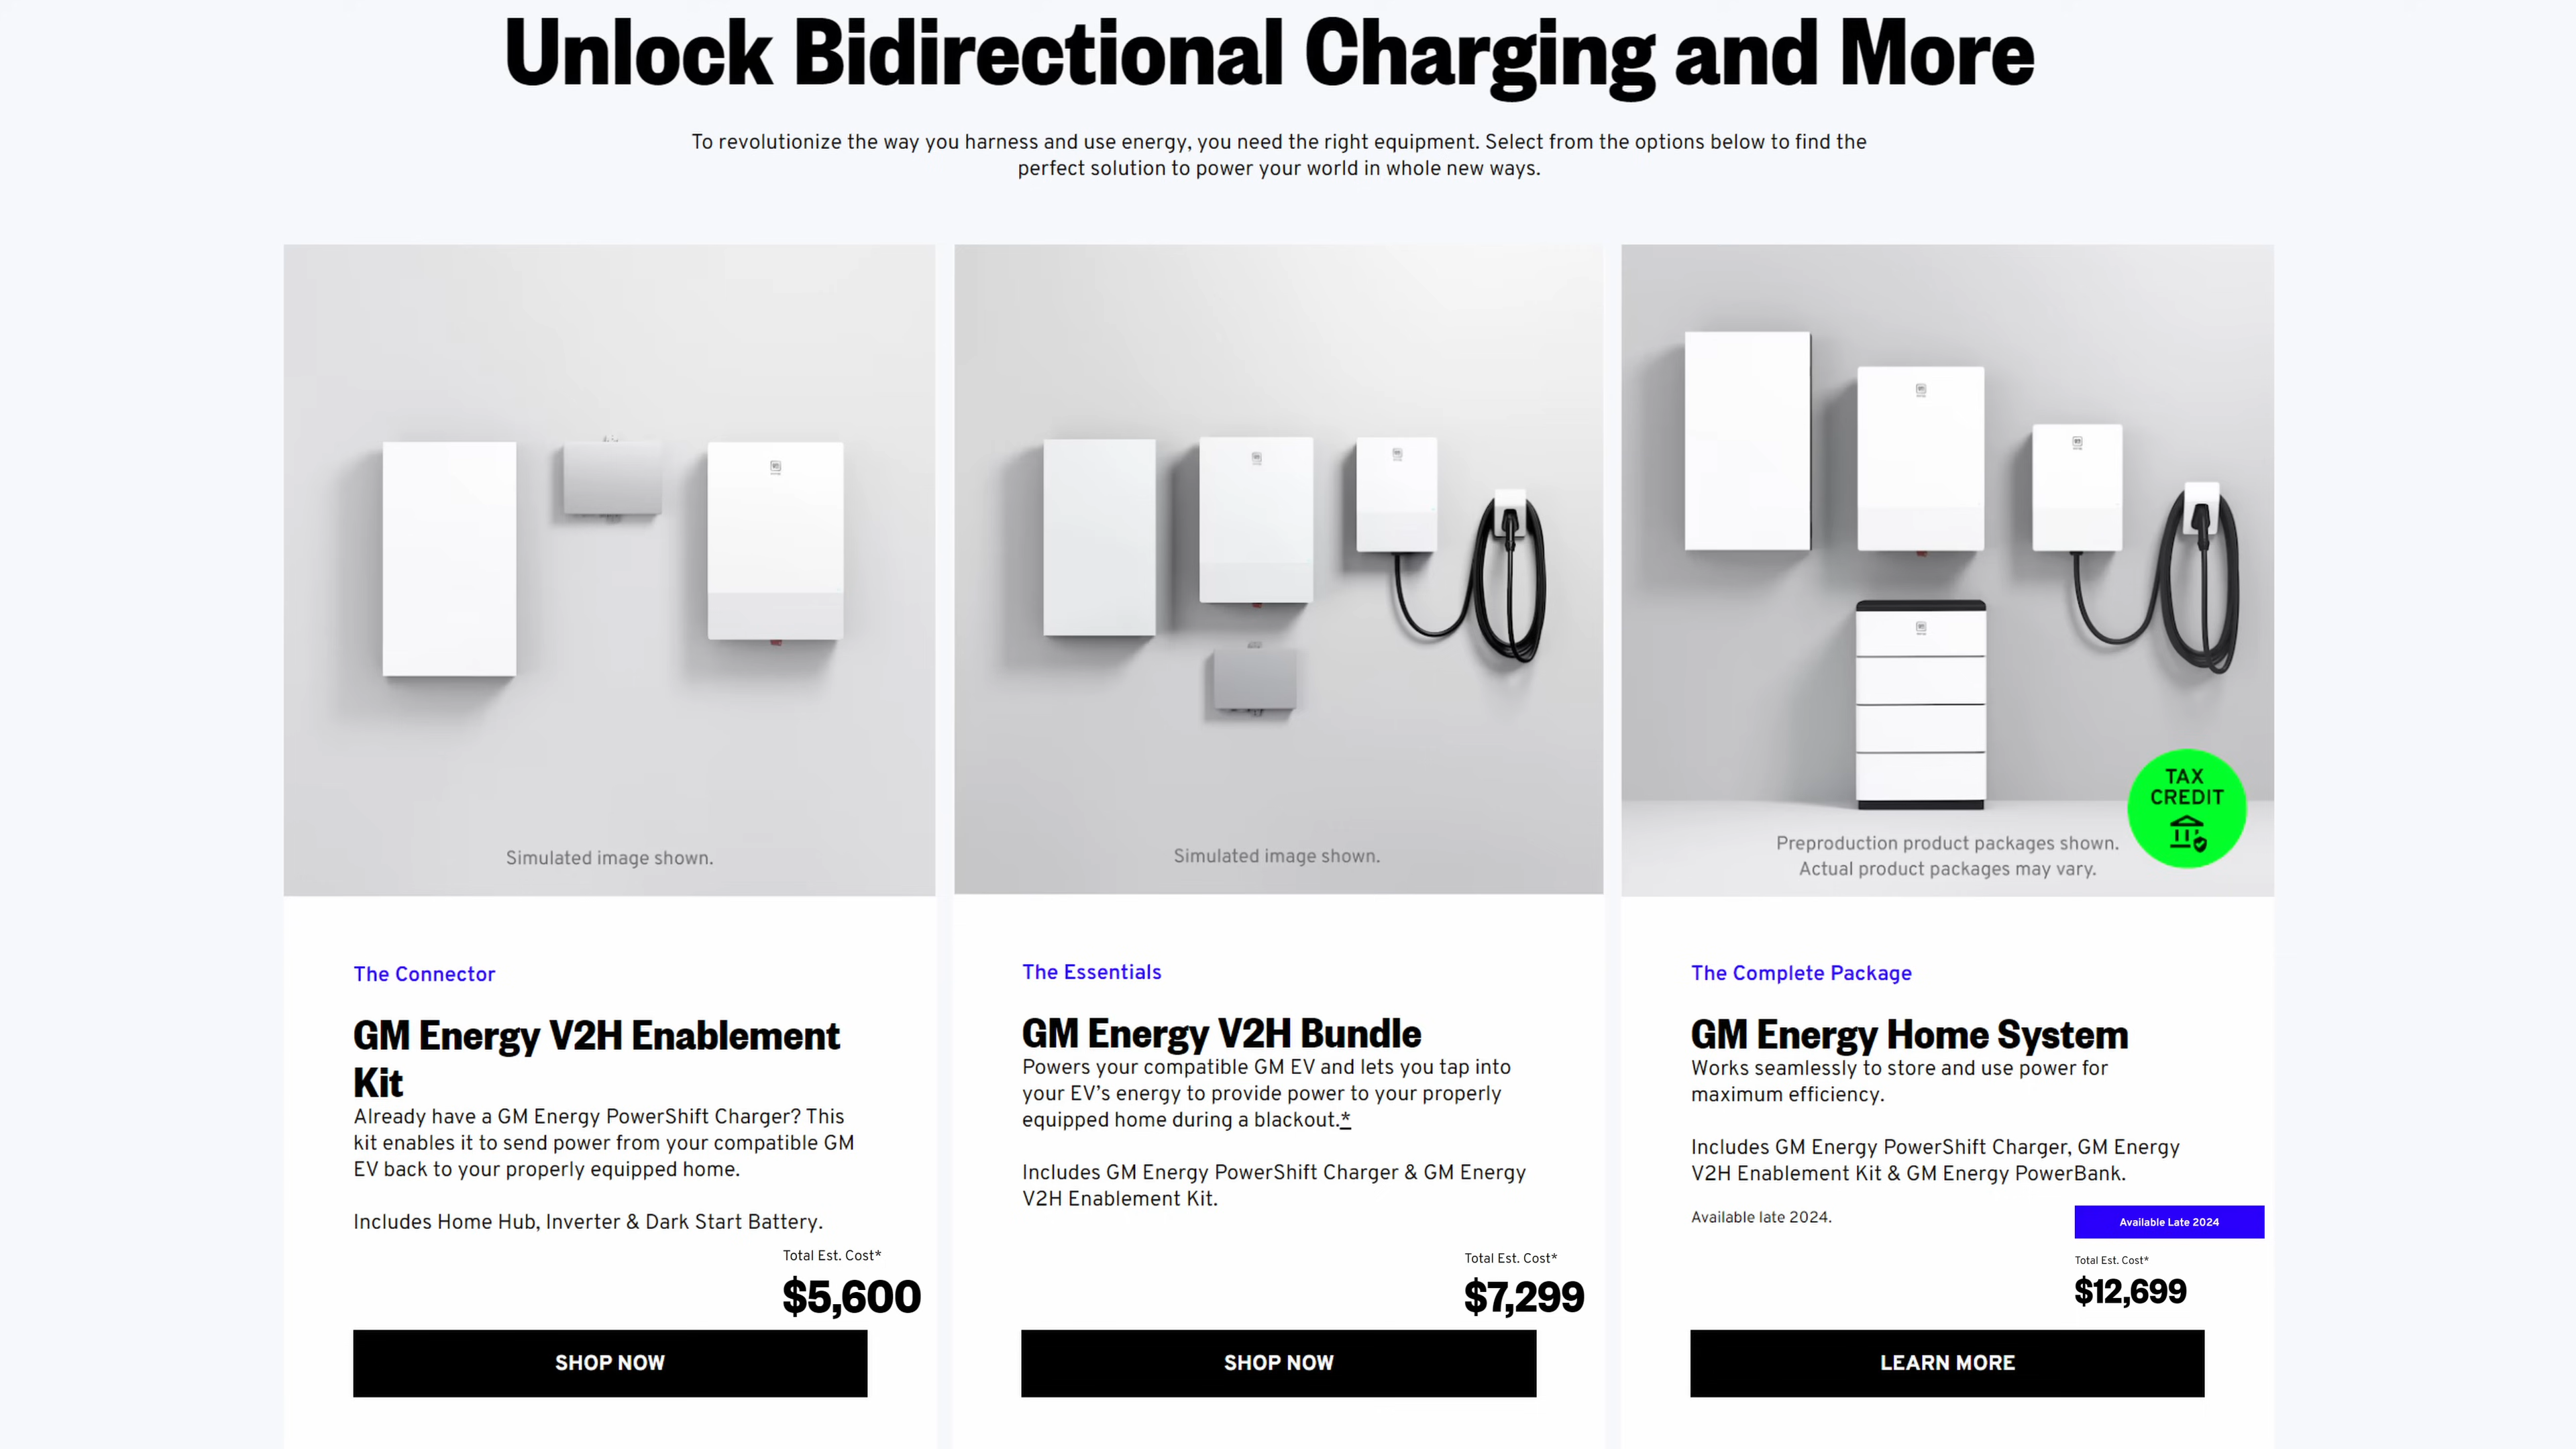 Unlock Bidirectional Charging and More
To revolutionize the way you harness and use energy, you need the right equipment. Select from the options below to find the
perfect solution to power your world in whole new ways.
Simulated image shown.
The Connector
GM Energy V2H Enablement
Kit
Already have a GM Energy PowerShift Charger? This
kit enables it to send power from your compatible GM
EV back to your properly equipped home.
Includes Home Hub, Inverter & Dark Start Battery.
Total Est. Cost*
$5,600
SHOP NOW
Simulated image shown.
The Essentials
GM Energy V2H Bundle
Powers your compatible GM EV and lets you tap into
your EV’s energy to provide power to your properly
equipped home during a blackout.*
Includes GM Energy PowerShift Charger & GM Energy
V2H Enablement Kit.
Total Est. Cost*
$7,299
SHOP NOW
TAX
CREDIT
Preproduction product packages shown.
Actual product packages may vary.
The Complete Package
GM Energy Home System
Works seamlessly to store and use power for
maximum efficiency.
Includes GM Energy PowerShift Charger, GM Energy
V2H Enablement Kit & GM Energy PowerBank.
Available late 2024.
Available Late 2024
Total Est. Cost*
$12,699
LEARN MORE